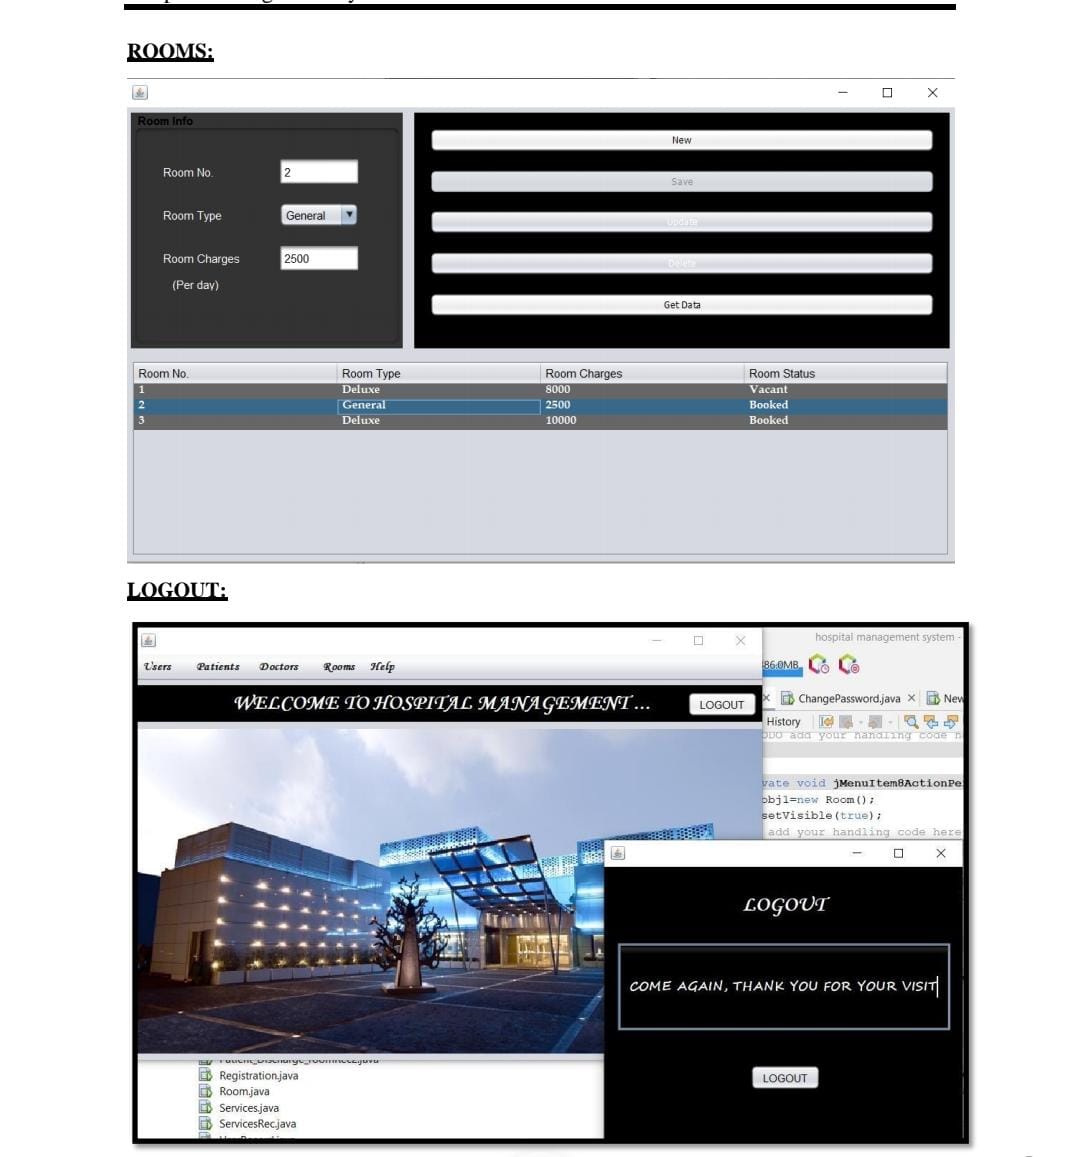 ROOMS:
Room Info
Room No. 2
Room Type General
Room Charges 2500
(Per day)
New
Save
Update
Delete
Get Data
Room No. Room Type Room Charges Room Status
1 Deluxe 8000 Vacant
2 General 2500 Booked
3 Deluxe 10000 Booked
LOGOUT:
hospital management system -
Users Patients Doctors Rooms Help
86.0MB
WELCOME TO HOSPITAL MANAGEMENT ... LOGOUT
ChangePassword.java New
History
add your handling code
vate void jMenuItem8ActionPe
obj1=new Room();
setVisible(true);
add your handling code here
LOGOUT
COME AGAIN, THANK YOU FOR YOUR VISIT
LOGOUT
Registration.java
Room.java
Services.java
ServicesRec.java